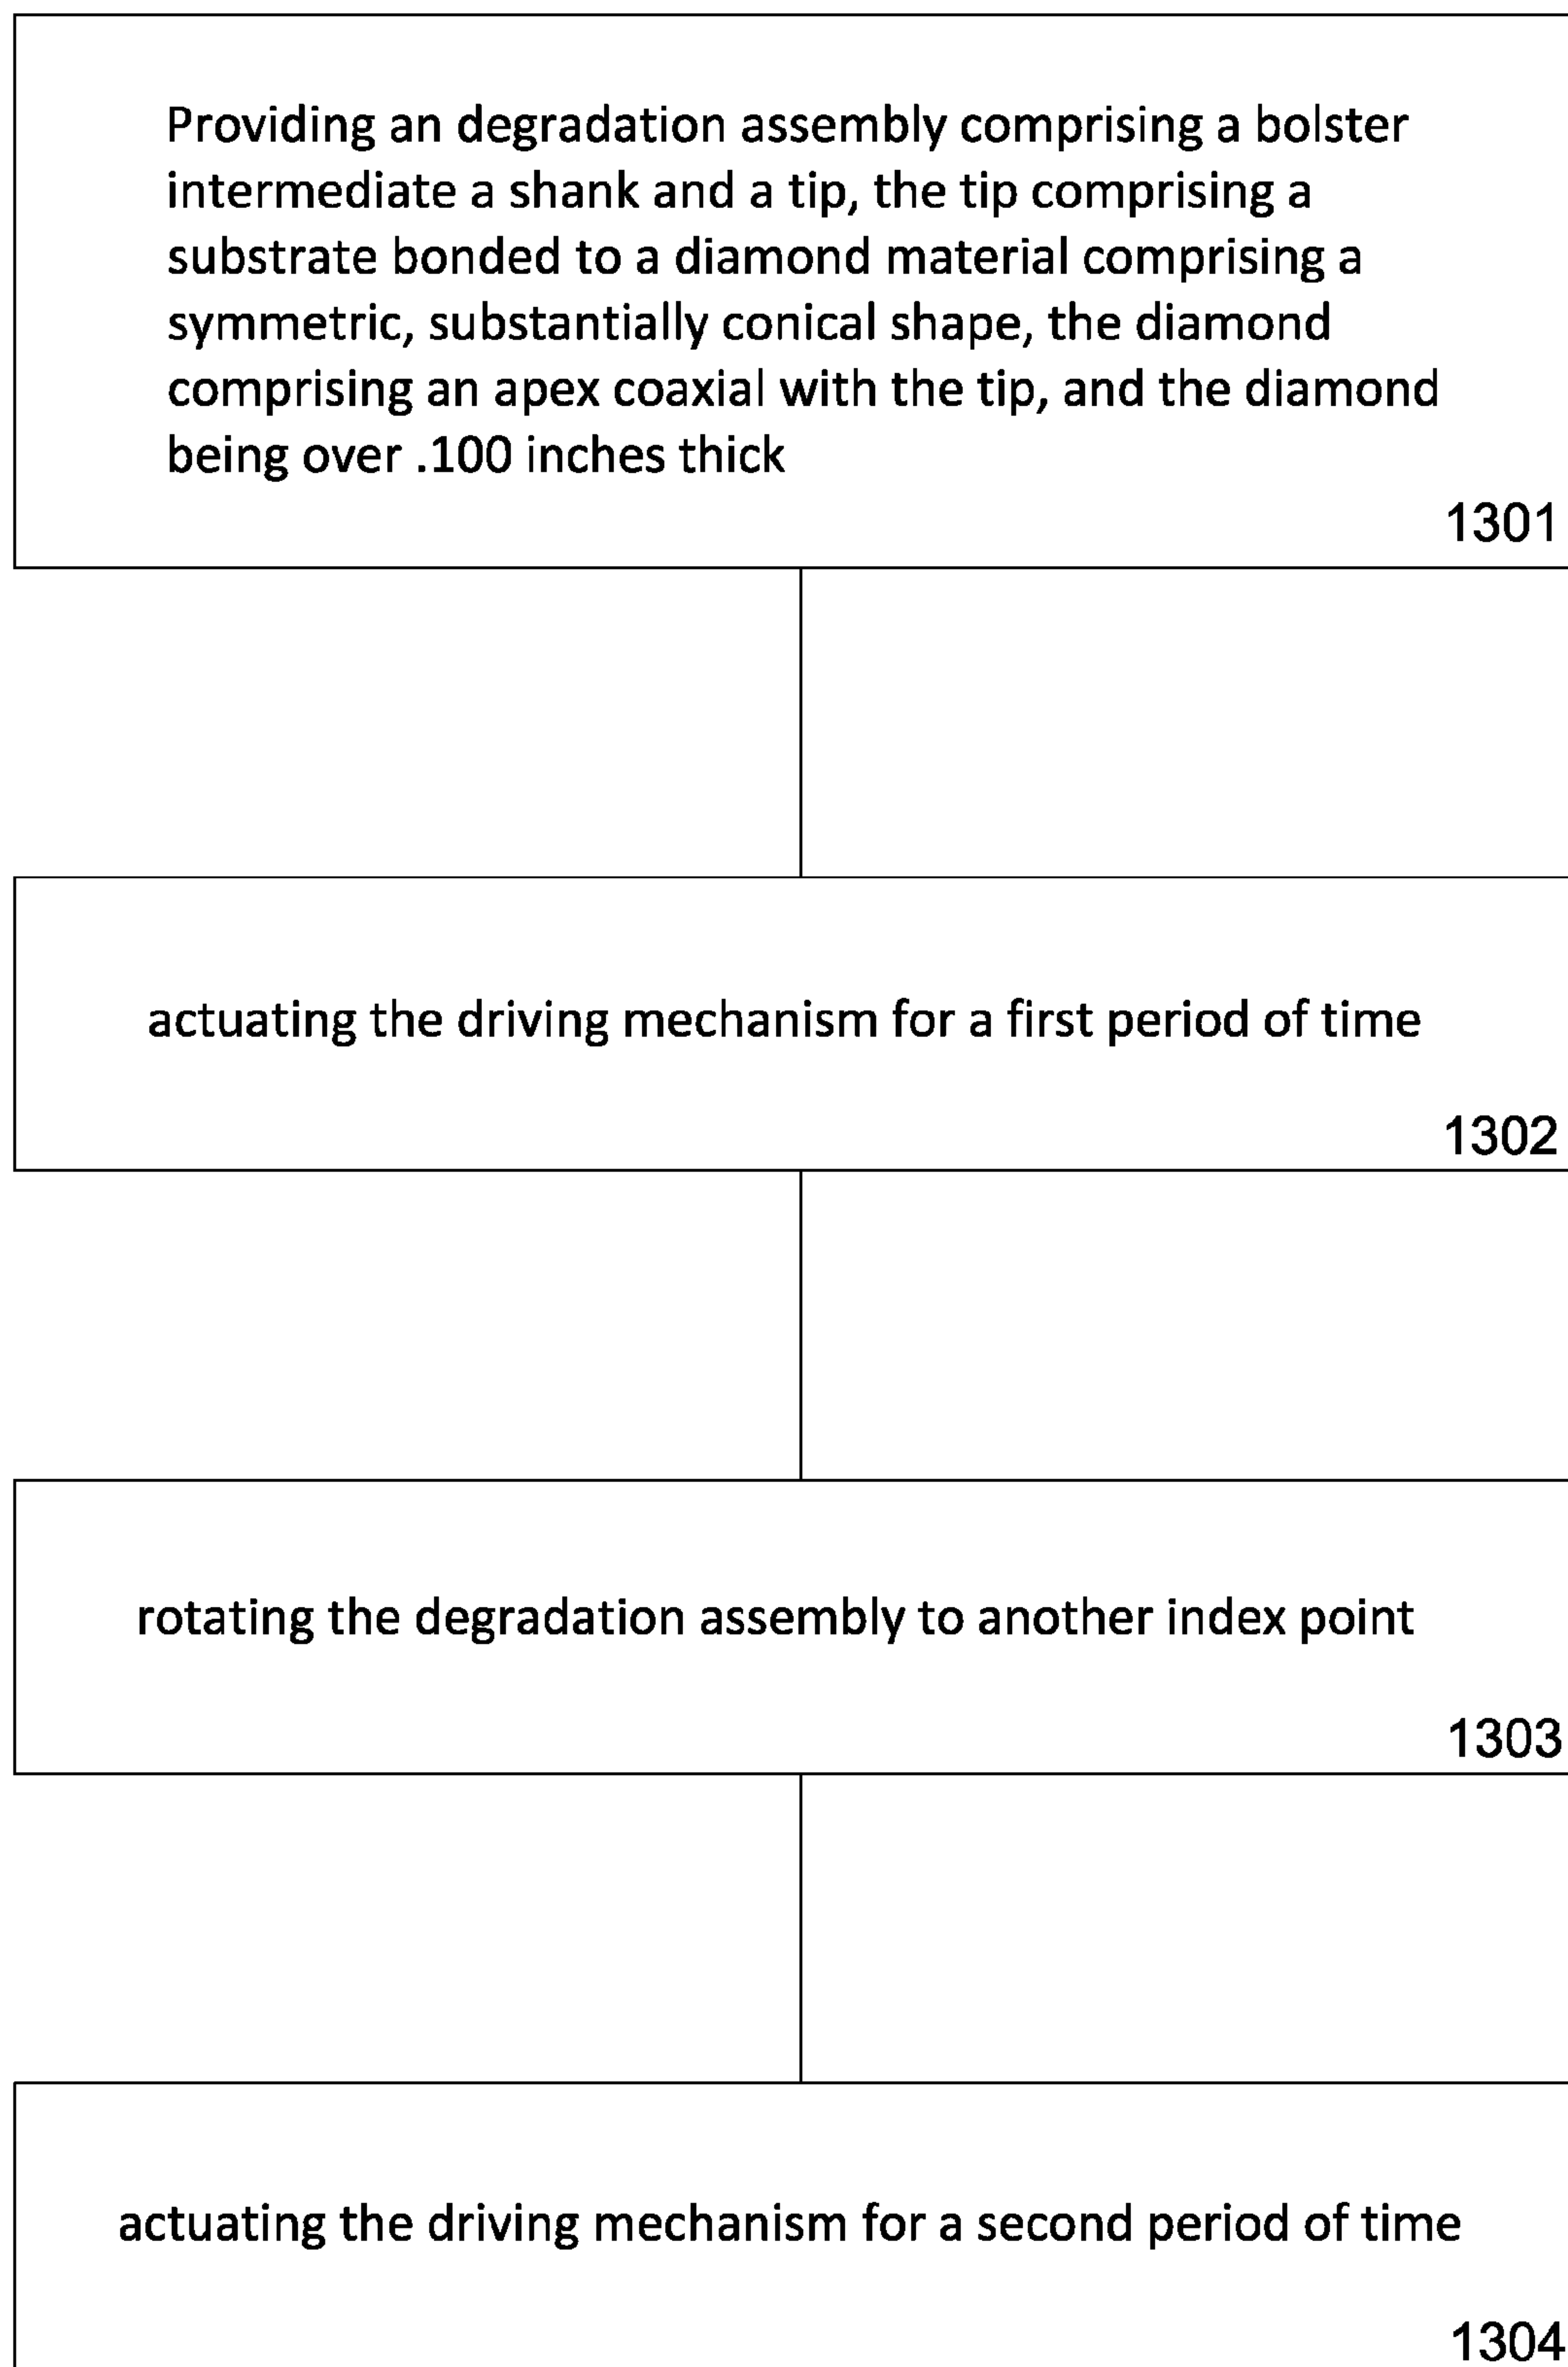 Providing an degradation assembly comprising a bolster
intermediate a shank and a tip, the tip comprising a
substrate bonded to a diamond material comprising a
symmetric, substantially conical shape, the diamond
comprising an apex coaxial with the tip, and the diamond
being over .100 inches thick
1301
actuating the driving mechanism for a first period of time
1302
rotating the degradation assembly to another index point
1303
actuating the driving mechanism for a second period of time
1304